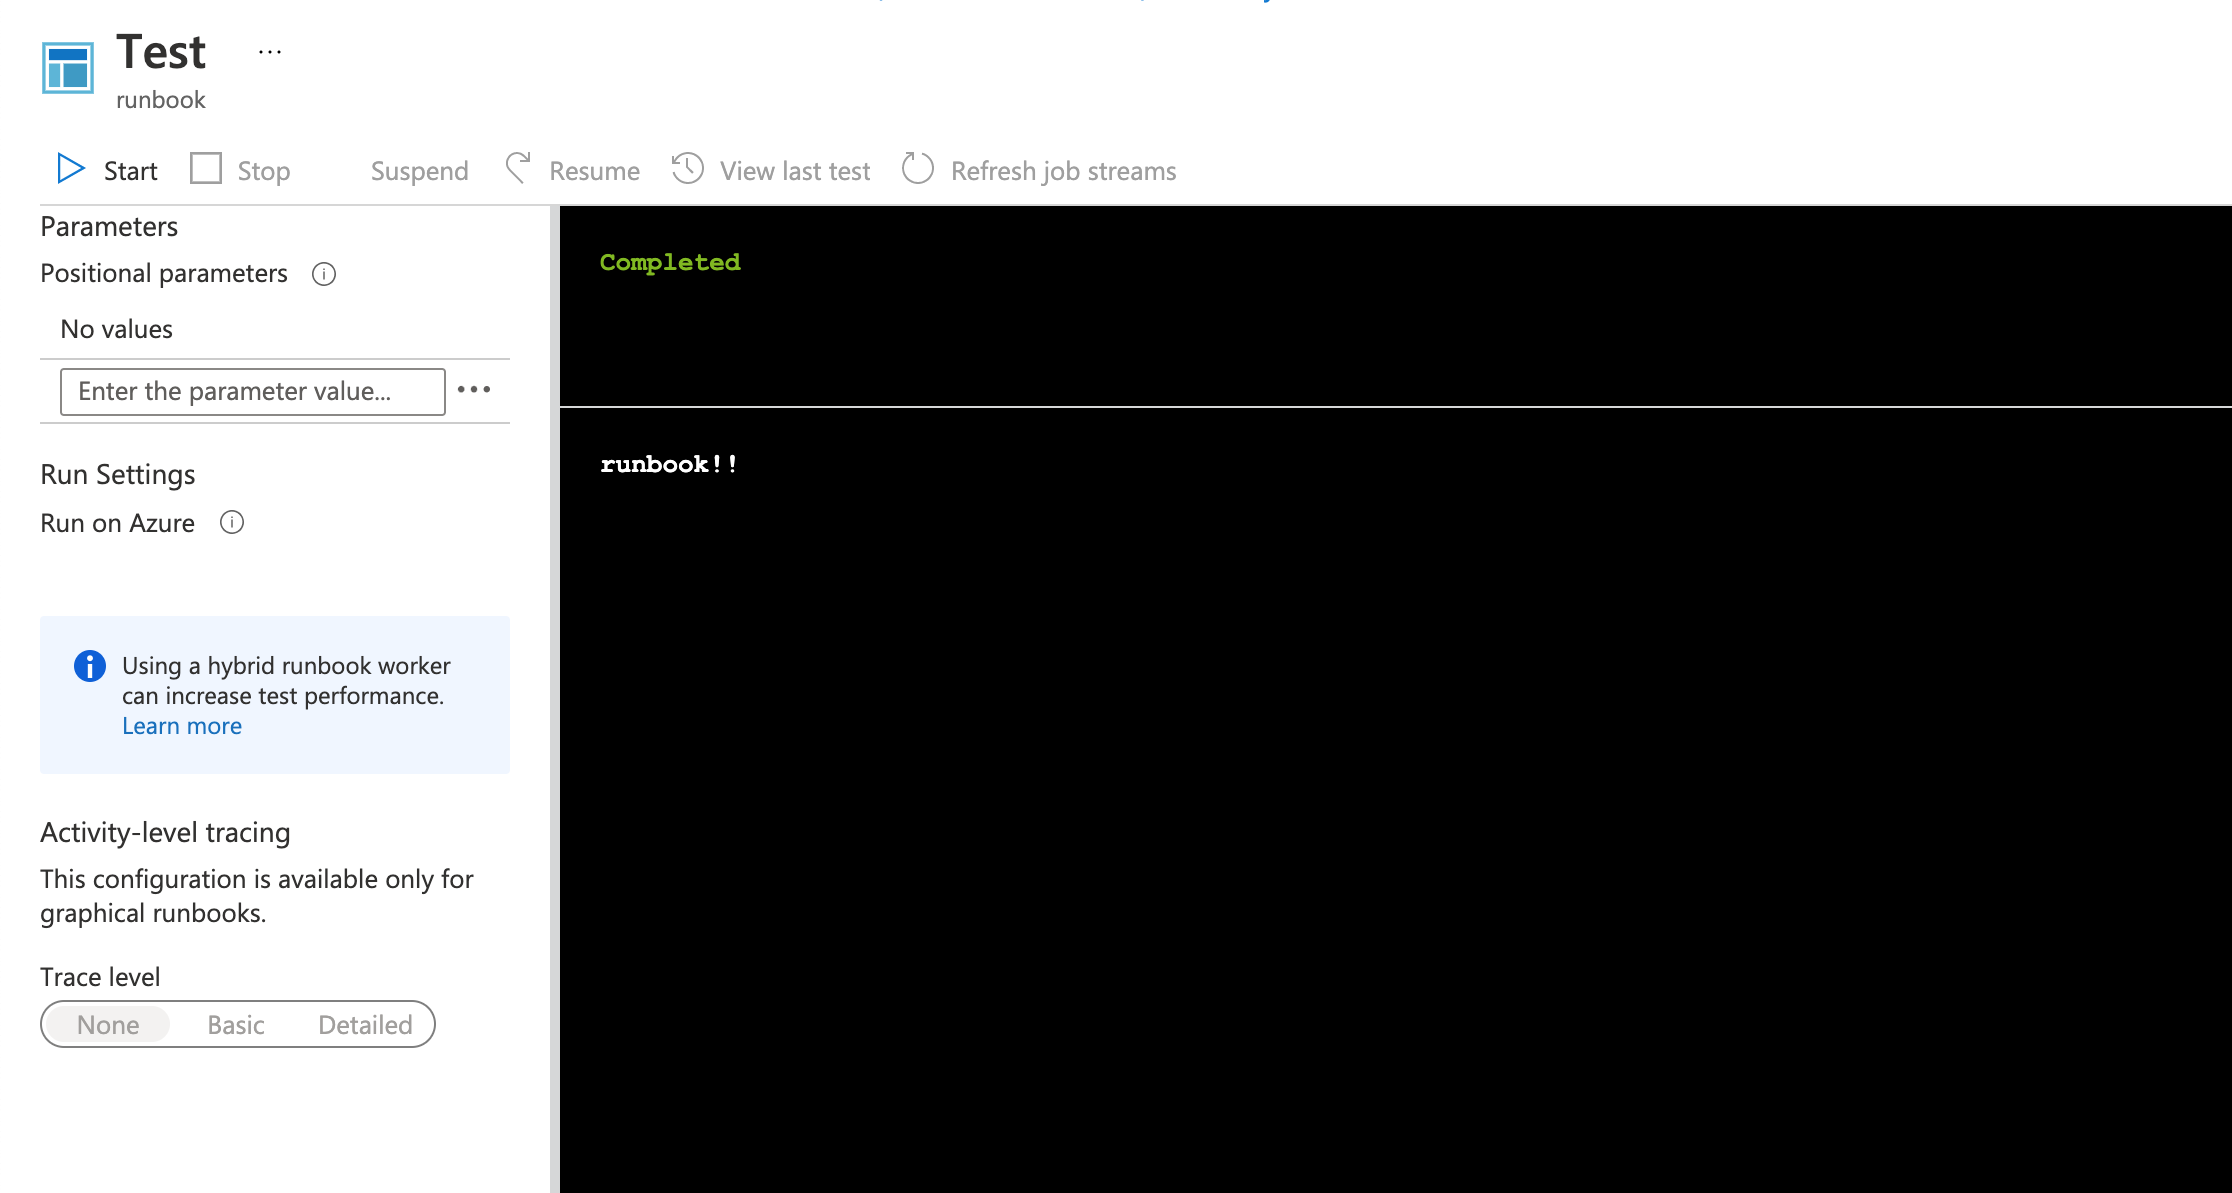 Test ...
runbook
Start Stop Suspend Resume View last test Refresh job streams
Parameters
Positional parameters
No values
Enter the parameter value...
Run Settings
Run on Azure
Using a hybrid runbook worker
can increase test performance.
Learn more
Activity-level tracing
This configuration is available only for
graphical runbooks.
Trace level
None Basic Detailed
Completed
runbook!!